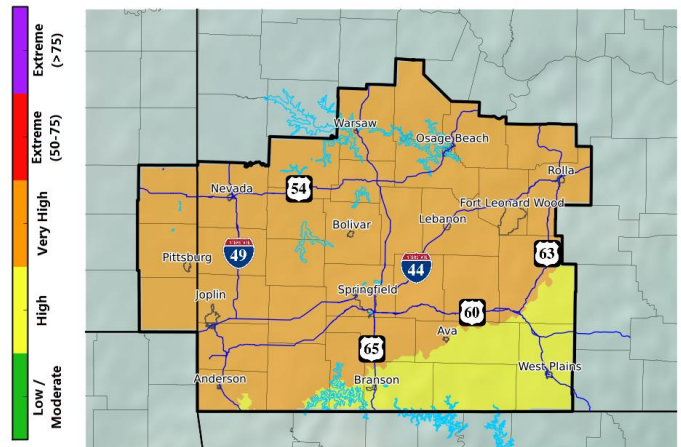 Extreme
(>75)
Extreme
(50-75)
Very High
High
Low /
Moderate
Warsaw
Osage Beach
Rolla
Nevada
54
Fort Leonard Wood
Bolivar
Lebanon
49
63
Pittsburg
44
Joplin
Springfield
60
Ava
65
West Plains
Anderson
Branson